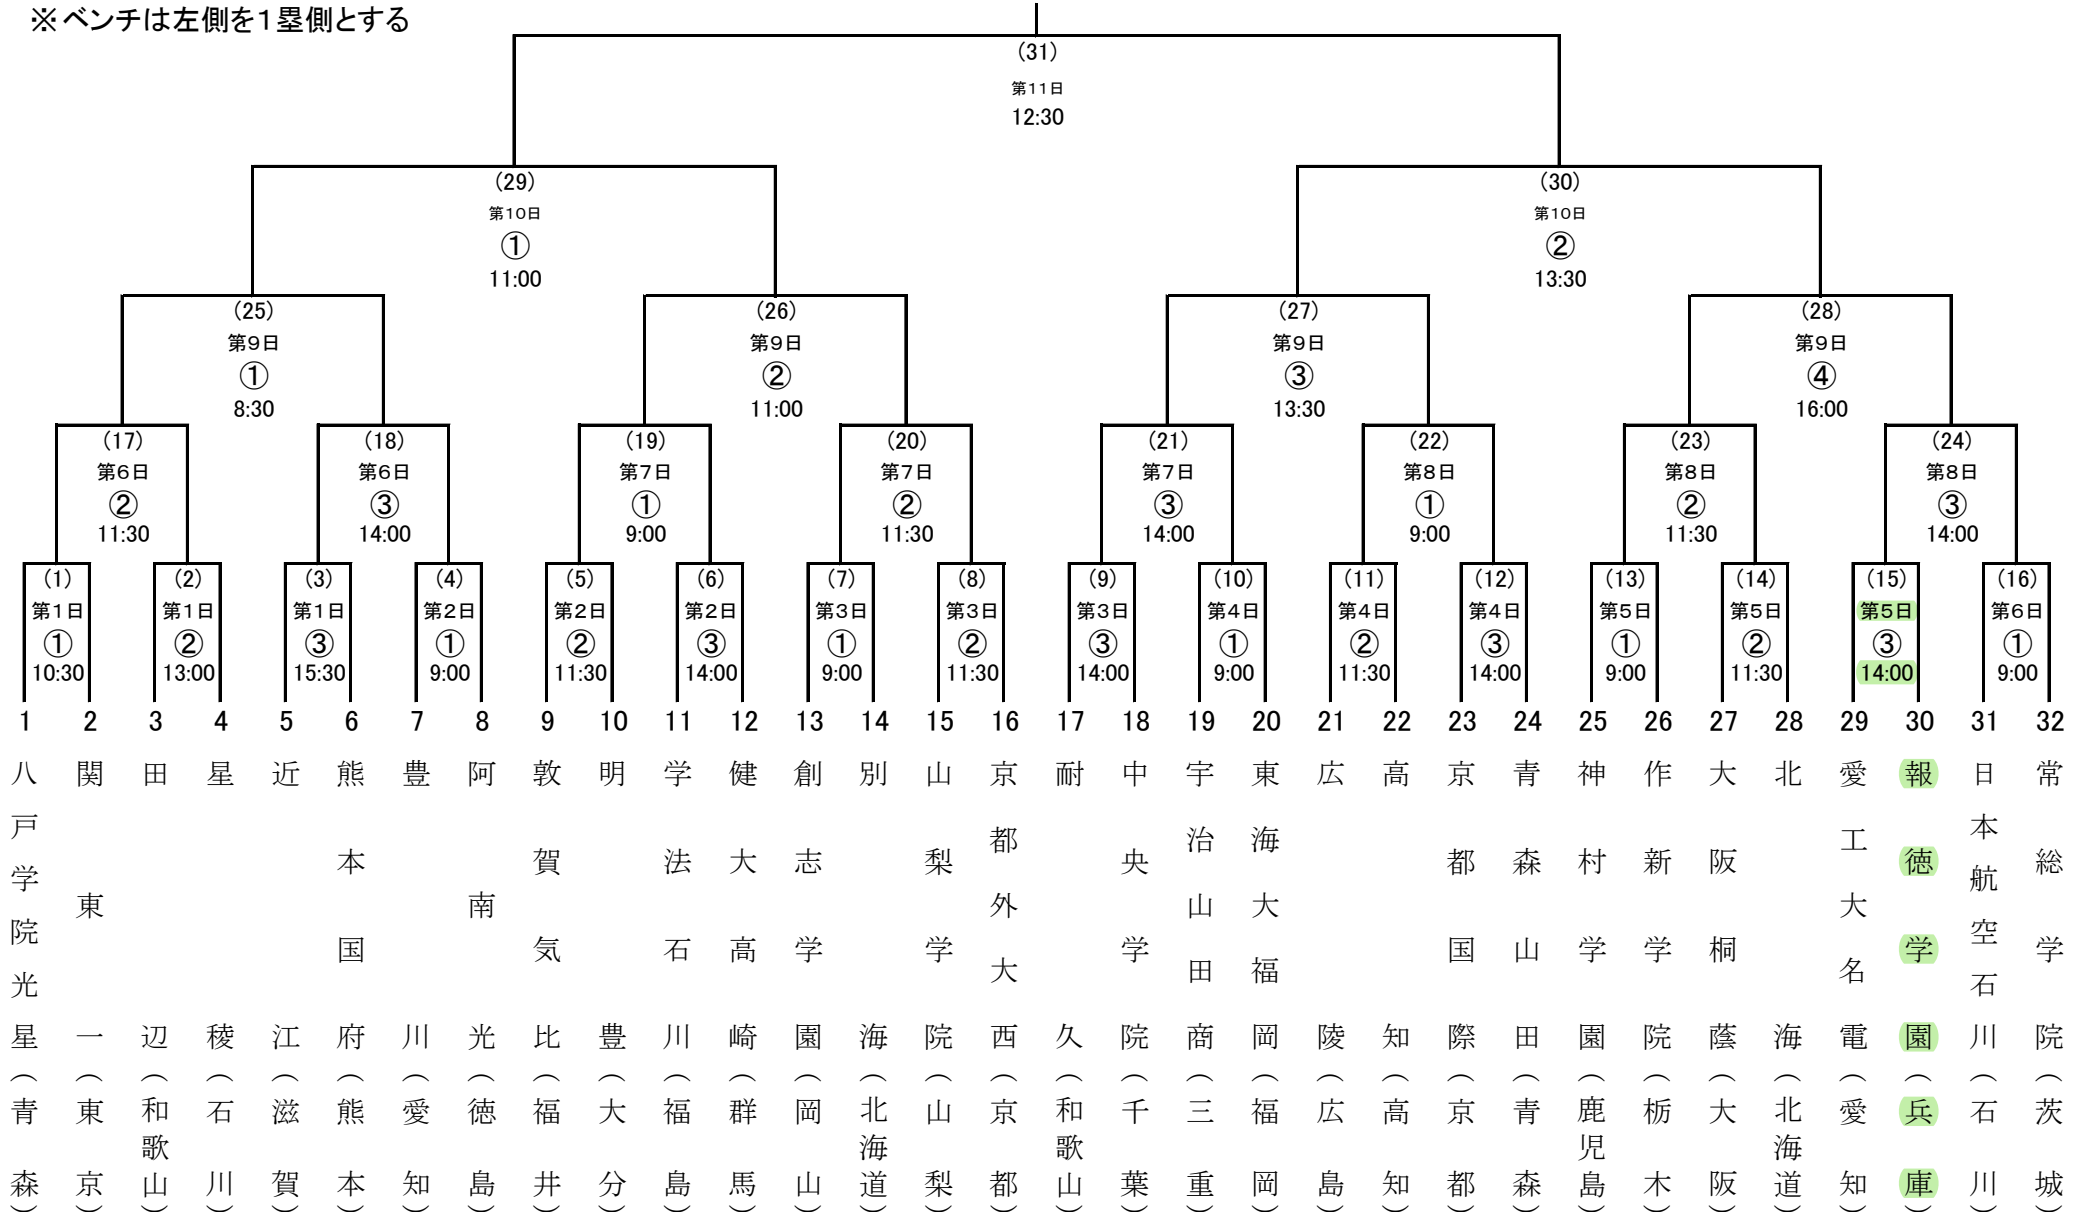 ※ベンチは左側を1塁側とする
(31)
第11日
12:30
(29)
第10日
①
11:00
(30)
第10日
②
13:30
(25)
第9日
①
8:30
(26)
第9日
②
11:00
(27)
第9日
③
13:30
(28)
第9日
④
16:00
(17)
第6日
②
11:30
(18)
第6日
③
14:00
(19)
第7日
①
9:00
(20)
第7日
②
11:30
(21)
第7日
③
14:00
(22)
第8日
①
9:00
(23)
第8日
②
11:30
(24)
第8日
③
14:00
(1)
第1日
①
10:30
(2)
第1日
②
13:00
(3)
第1日
③
15:30
(4)
第2日
①
9:00
(5)
第2日
②
11:30
(6)
第2日
③
14:00
(7)
第3日
①
9:00
(8)
第3日
②
11:30
(9)
第3日
③
14:00
(10)
第4日
①
9:00
(11)
第4日
②
11:30
(12)
第4日
③
14:00
(13)
第5日
①
9:00
(14)
第5日
②
11:30
(15)
第5日
③
14:00
(16)
第6日
①
9:00
1 八戸学院光星(青森)
2 関東一(東京)
3 田辺(和歌山)
4 星稜(石川)
5 近江(滋賀)
6 熊本国府(熊本)
7 豊川(愛知)
8 阿南光(徳島)
9 敦賀気比(福井)
10 明豊(大分)
11 学法石川(福島)
12 健大高崎(群馬)
13 創志学園(岡山)
14 別海(北海道)
15 山梨学院(山梨)
16 京都外大西(京都)
17 耐久(和歌山)
18 中央学院(千葉)
19 宇治山田商(三重)
20 東海大福岡(福岡)
21 広陵(広島)
22 高知(高知)
23 京都国際(京都)
24 青森山田(青森)
25 神村学園(鹿児島)
26 作新学院(栃木)
27 大阪桐蔭(大阪)
28 北海(北海道)
29 愛工大名電(愛知)
30 報徳学園(兵庫)
31 日本航空石川(石川)
32 常総学院(茨城)